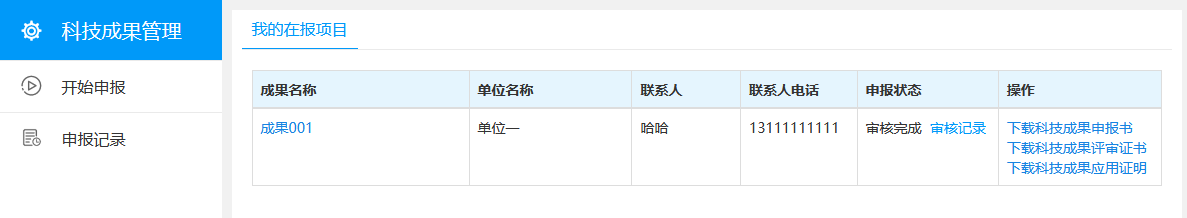 科技成果管理
开始申报
申报记录
我的在报项目
成果名称 单位名称 联系人 联系人电话 申报状态 操作
成果001 单位一 哈哈 13111111111 审核完成 审核记录 下载科技成果申报书
下载科技成果评审证书
下载科技成果应用证明